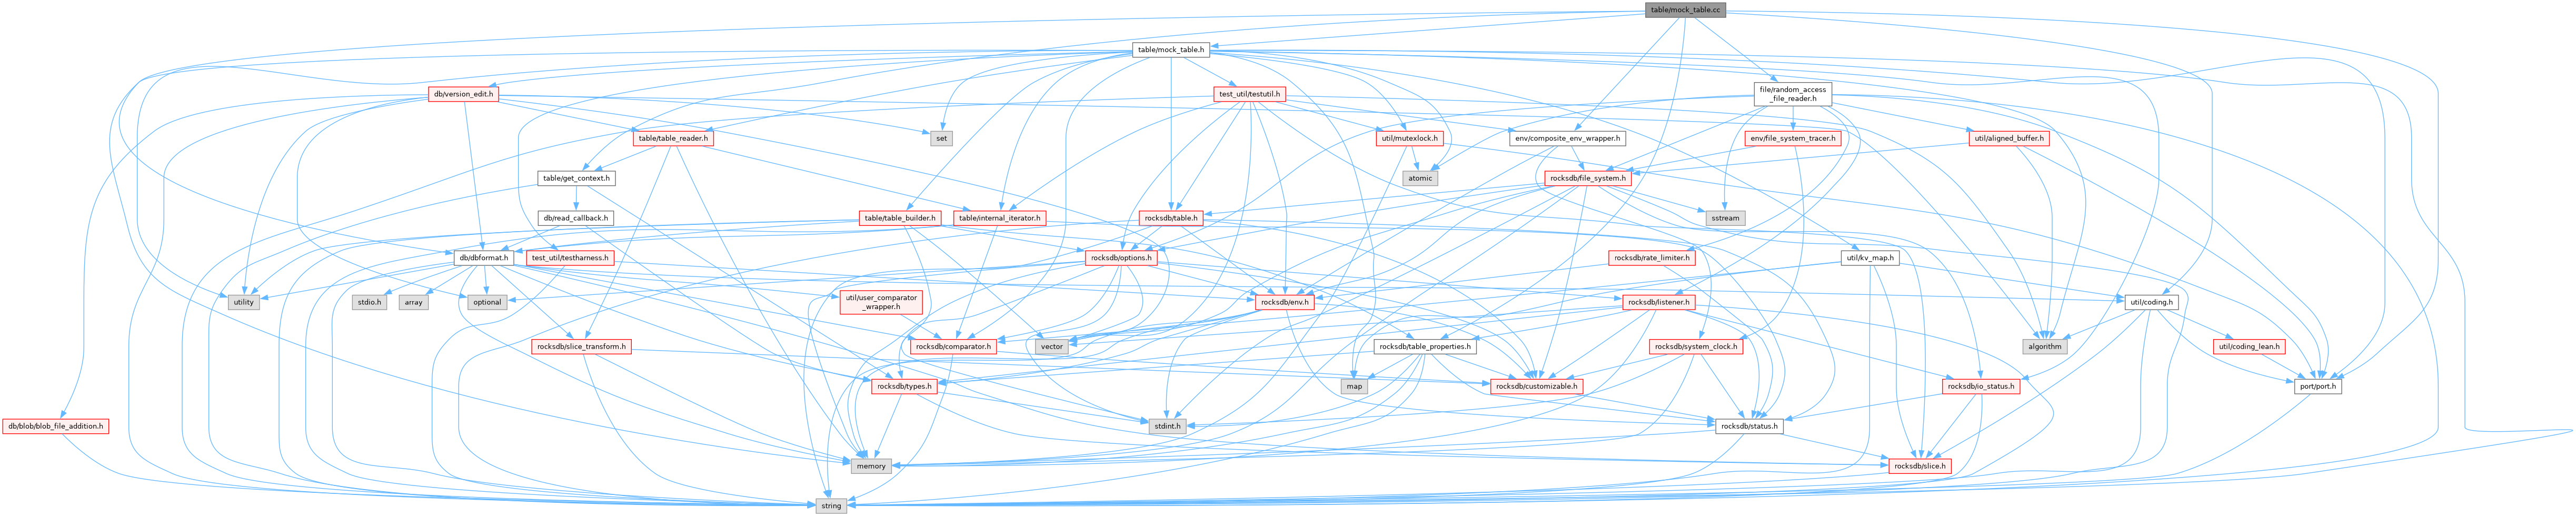 table/mock_table.cc
table/mock_table.h
db/version_edit.h
test_util/testutil.h
file/random_access
_file_reader.h
set
table/table_reader.h
util/mutexlock.h
env/composite_env_wrapper.h
env/file_system_tracer.h
util/aligned_buffer.h
table/get_context.h
atomic
rocksdb/file_system.h
db/read_callback.h
table/table_builder.h
table/internal_iterator.h
rocksdb/table.h
sstream
db/dbformat.h
test_util/testharness.h
rocksdb/options.h
rocksdb/rate_limiter.h
util/kv_map.h
utility
stdio.h
array
optional
util/user_comparator
_wrapper.h
rocksdb/env.h
rocksdb/listener.h
util/coding.h
rocksdb/slice_transform.h
rocksdb/comparator.h
vector
rocksdb/table_properties.h
rocksdb/system_clock.h
algorithm
util/coding_lean.h
rocksdb/types.h
map
rocksdb/customizable.h
rocksdb/io_status.h
port/port.h
db/blob/blob_file_addition.h
stdint.h
rocksdb/status.h
memory
rocksdb/slice.h
string